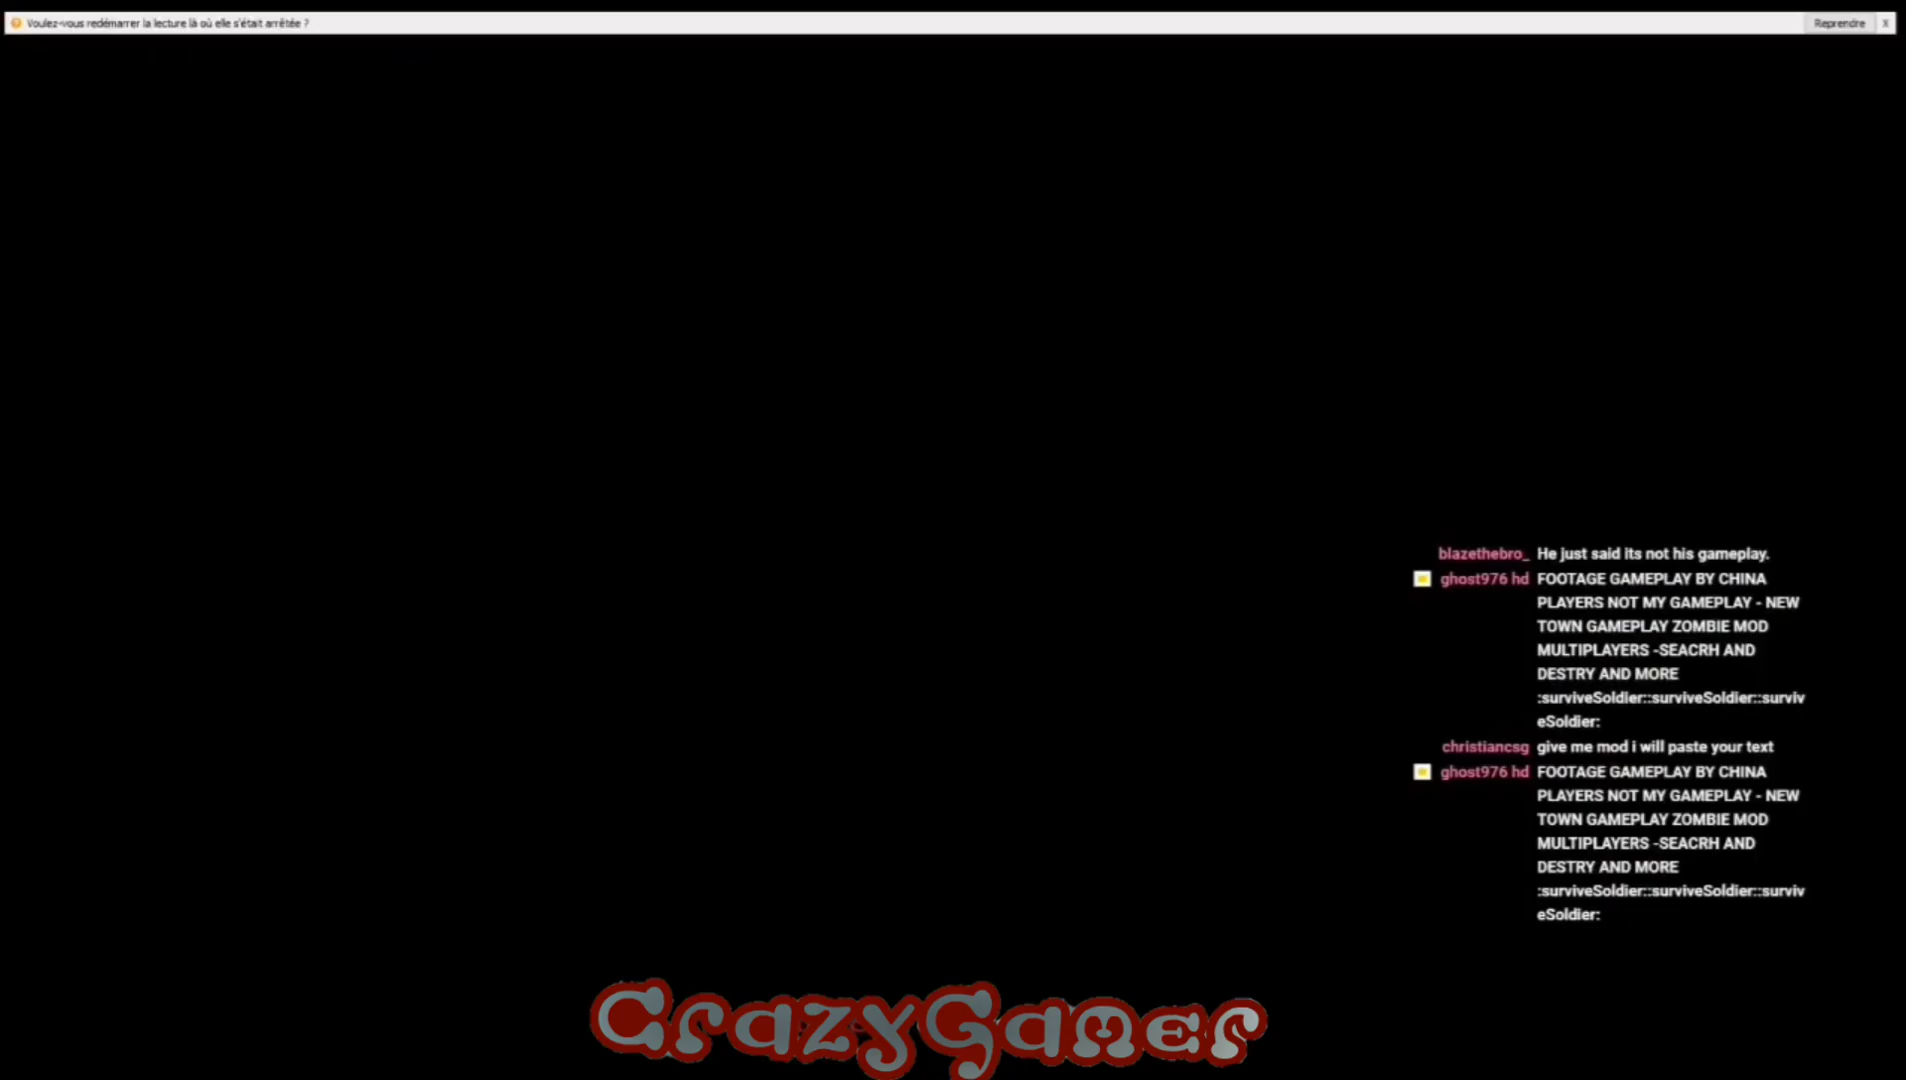 Voulez-vous redémarrer la lecture là où elle s'était arrêtée ?
Reprendre X
blazethebro_ He just said its not his gameplay.
ghost976 hd FOOTAGE GAMEPLAY BY CHINA
PLAYERS NOT MY GAMEPLAY - NEW
TOWN GAMEPLAY ZOMBIE MOD
MULTIPLAYERS -SEACRH AND
DESTRY AND MORE
:surviveSoldier::surviveSoldier::surviv
eSoldier:
christiancsg give me mod i will paste your text
ghost976 hd FOOTAGE GAMEPLAY BY CHINA
PLAYERS NOT MY GAMEPLAY - NEW
TOWN GAMEPLAY ZOMBIE MOD
MULTIPLAYERS -SEACRH AND
DESTRY AND MORE
:surviveSoldier::surviveSoldier::surviv
eSoldier:
CrazyGamer